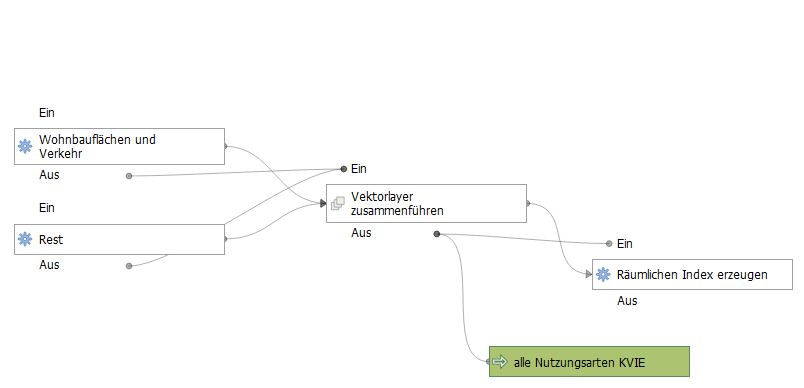 Ein
Wohnbauflächen und
Verkehr
Aus
Ein
Rest
Aus
Ein
Vektorlayer
zusammenführen
Aus
Ein
Räumlichen Index erzeugen
Aus
alle Nutzungsarten KVIE